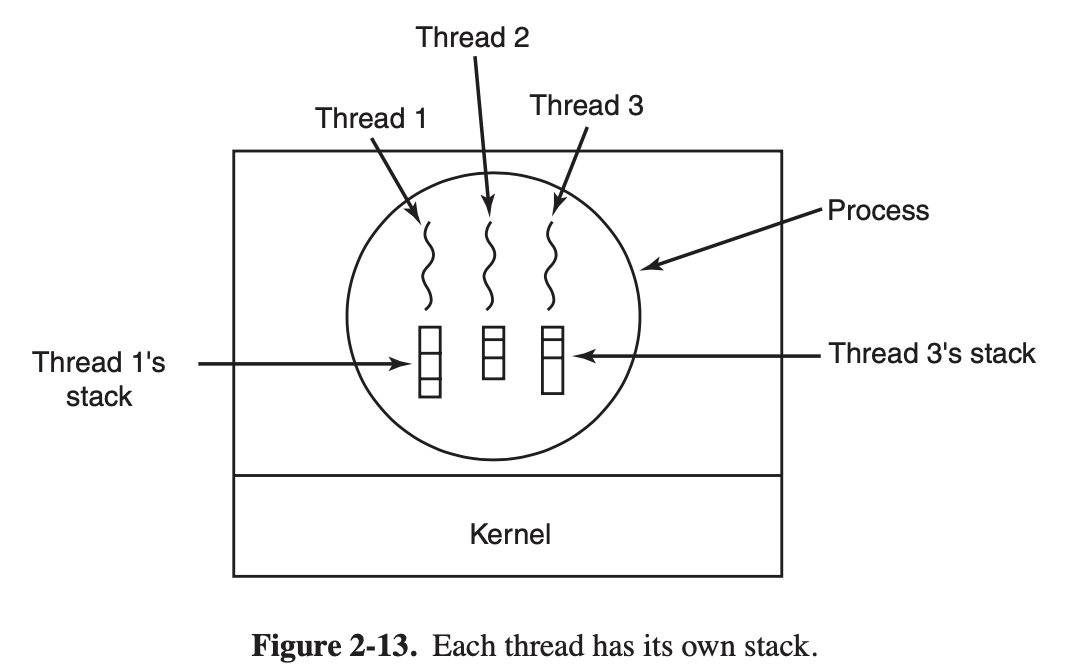 Thread 2
Thread 1
Thread 3
Process
Thread 1's
stack
Thread 3's stack
Kernel
Figure 2-13. Each thread has its own stack.